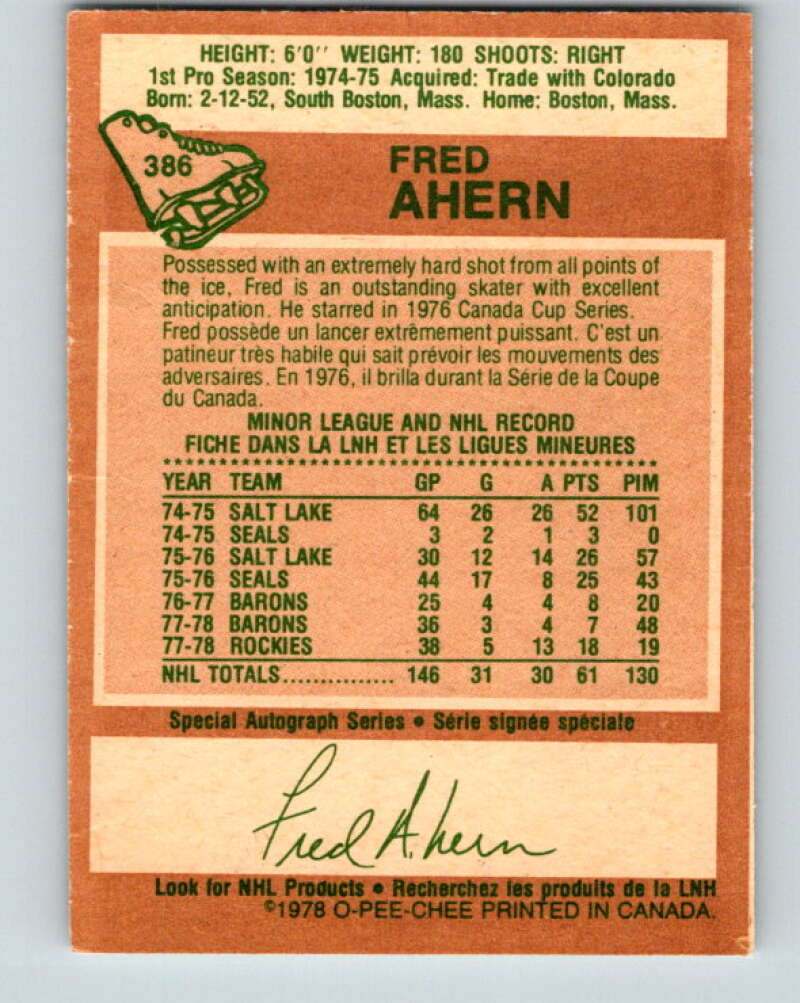 HEIGHT: 6'0'' WEIGHT: 180 SHOOTS: RIGHT
1st Pro Season: 1974-75 Acquired: Trade with Colorado
Born: 2-12-52, South Boston, Mass. Home: Boston, Mass.
386
FRED
AHERN
Possessed with an extremely hard shot from all points of
the ice, Fred is an outstanding skater with excellent
anticipation. He starred in 1976 Canada Cup Series.
Fred possède un lancer extrêmement puissant. C'est un
patineur très habile qui sait prévoir les mouvements des
adversaires. En 1976, il brilla durant la Série de la Coupe
du Canada.
MINOR LEAGUE AND NHL RECORD
FICHE DANS LA LNH ET LES LIGUES MINEURES
YEAR TEAM GP G A PTS PIM
74-75 SALT LAKE 64 26 26 52 101
74-75 SEALS 3 2 1 3 0
75-76 SALT LAKE 30 12 14 26 57
75-76 SEALS 44 17 8 25 43
76-77 BARONS 25 4 4 8 20
77-78 BARONS 36 3 4 7 48
77-78 ROCKIES 38 5 13 18 19
NHL TOTALS............... 146 31 30 61 130
Special Autograph Series • Série signée spéciale
Fred Ahern
Look for NHL Products • Recherchez les produits de la LNH
©1978 O-PEE-CHEE PRINTED IN CANADA.